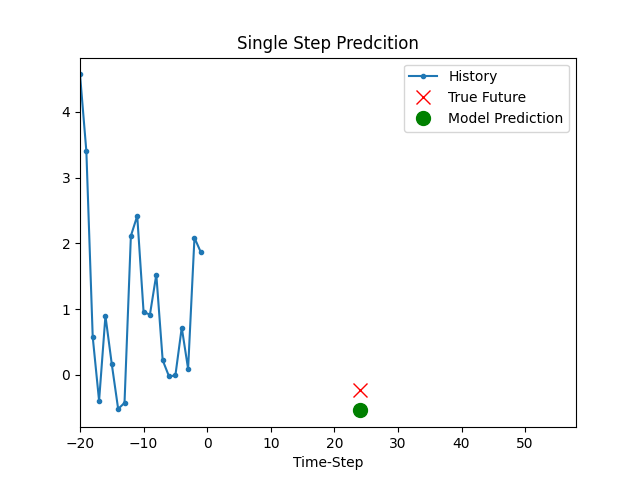 Single Step Predcition
History
True Future
Model Prediction
4
3
2
1
0
−20 −10 0 10 20 30 40 50
Time-Step